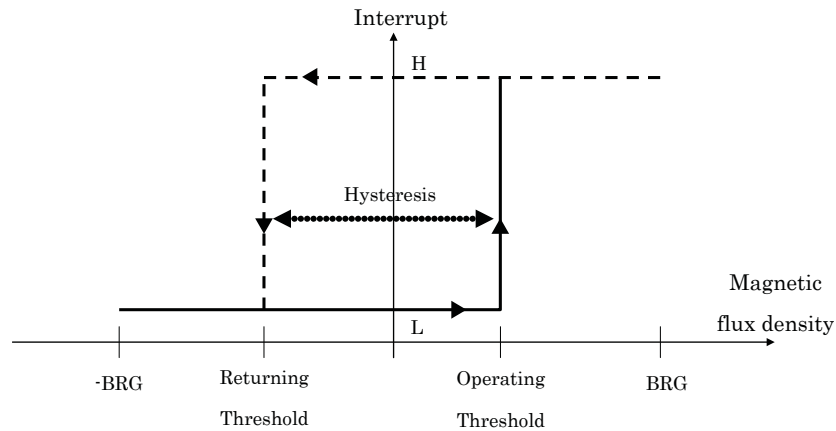 Interrupt
H
Hysteresis
Magnetic
flux density
L
-BRG
Returning
Threshold
Operating
Threshold
BRG